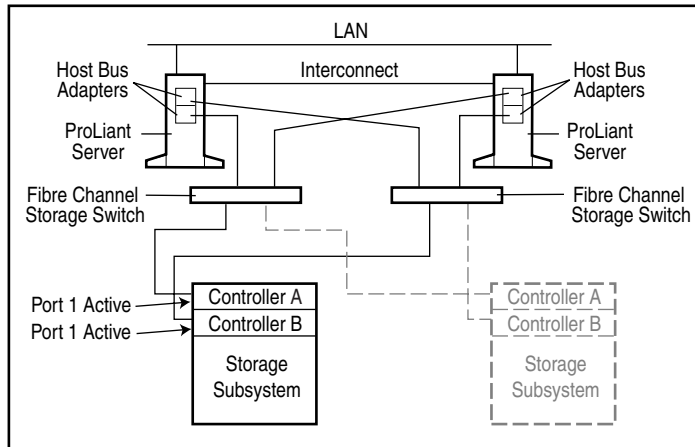 LAN
Interconnect
Host Bus
Adapters
ProLiant
Server
Host Bus
Adapters
ProLiant
Server
Fibre Channel
Storage Switch
Fibre Channel
Storage Switch
Port 1 Active
Port 1 Active
Controller A
Controller B
Storage
Subsystem
Controller A
Controller B
Storage
Subsystem